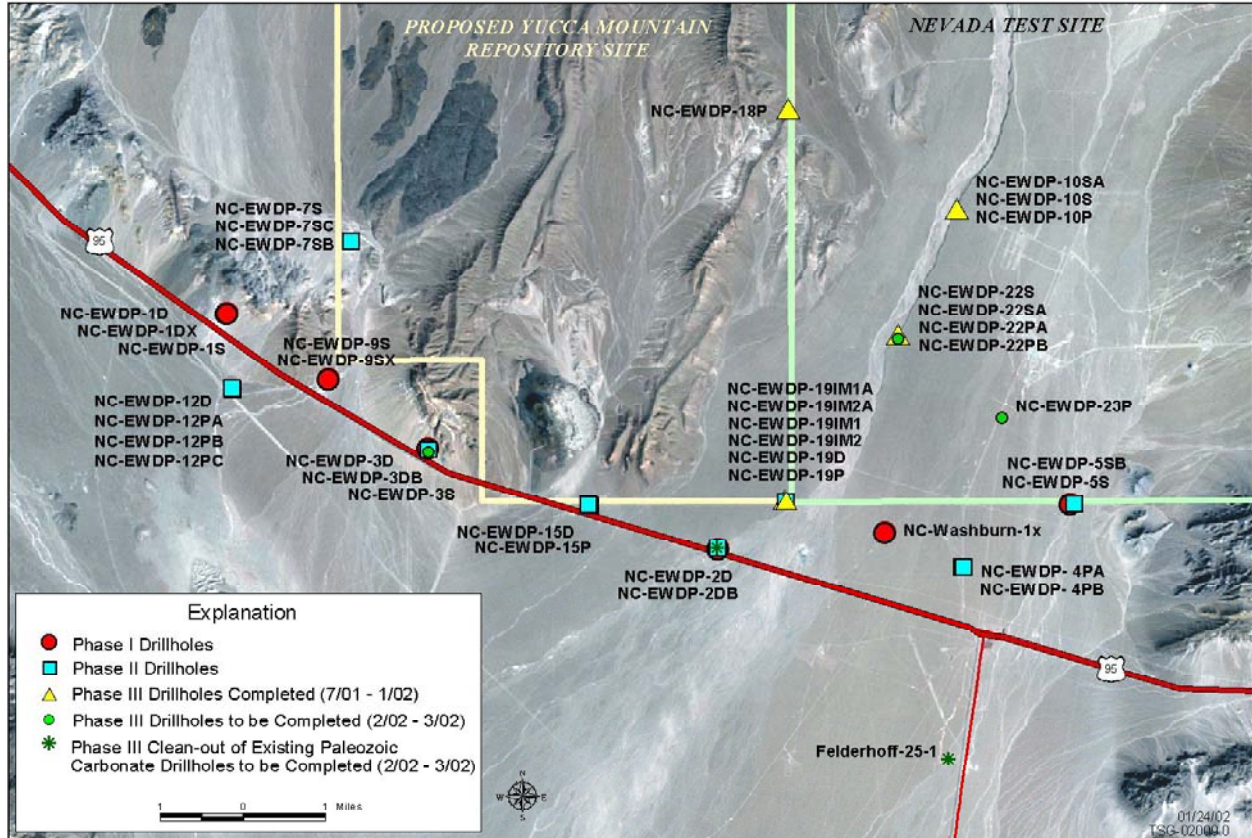 PROPOSED YUCCA MOUNTAIN
REPOSITORY SITE
NEVADA TEST SITE
NC-EWDP-18P
NC-EWDP-10SA
NC-EWDP-10S
NC-EWDP-10P
NC-EWDP-7S
NC-EWDP-7SC
NC-EWDP-7SB
95
NC-EWDP-22S
NC-EWDP-22SA
NC-EWDP-22PA
NC-EWDP-22PB
NC-EWDP-1D
NC-EWDP-1DX
NC-EWDP-1S
NC-EWDP-9S
NC-EWDP-9SX
NC-EWDP-19IM1A
NC-EWDP-19IM2A
NC-EWDP-19IM1
NC-EWDP-19IM2
NC-EWDP-19D
NC-EWDP-19P
NC-EWDP-23P
NC-EWDP-12D
NC-EWDP-12PA
NC-EWDP-12PB
NC-EWDP-12PC
NC-EWDP-3D
NC-EWDP-3DB
NC-EWDP-3S
NC-EWDP-5SB
NC-EWDP-5S
NC-EWDP-15D
NC-EWDP-15P
NC-Washburn-1x
NC-EWDP-2D
NC-EWDP-2DB
NC-EWDP- 4PA
NC-EWDP- 4PB
95
Felderhoff-25-1
Explanation
Phase I Drillholes
Phase II Drillholes
Phase III Drillholes Completed (7/01 - 1/02)
Phase III Drillholes to be Completed (2/02 - 3/02)
Phase III Clean-out of Existing Paleozoic
Carbonate Drillholes to be Completed (2/02 - 3/02)
1 0 1 Miles
N
W E
S
01/24/02
TSG-02000-0